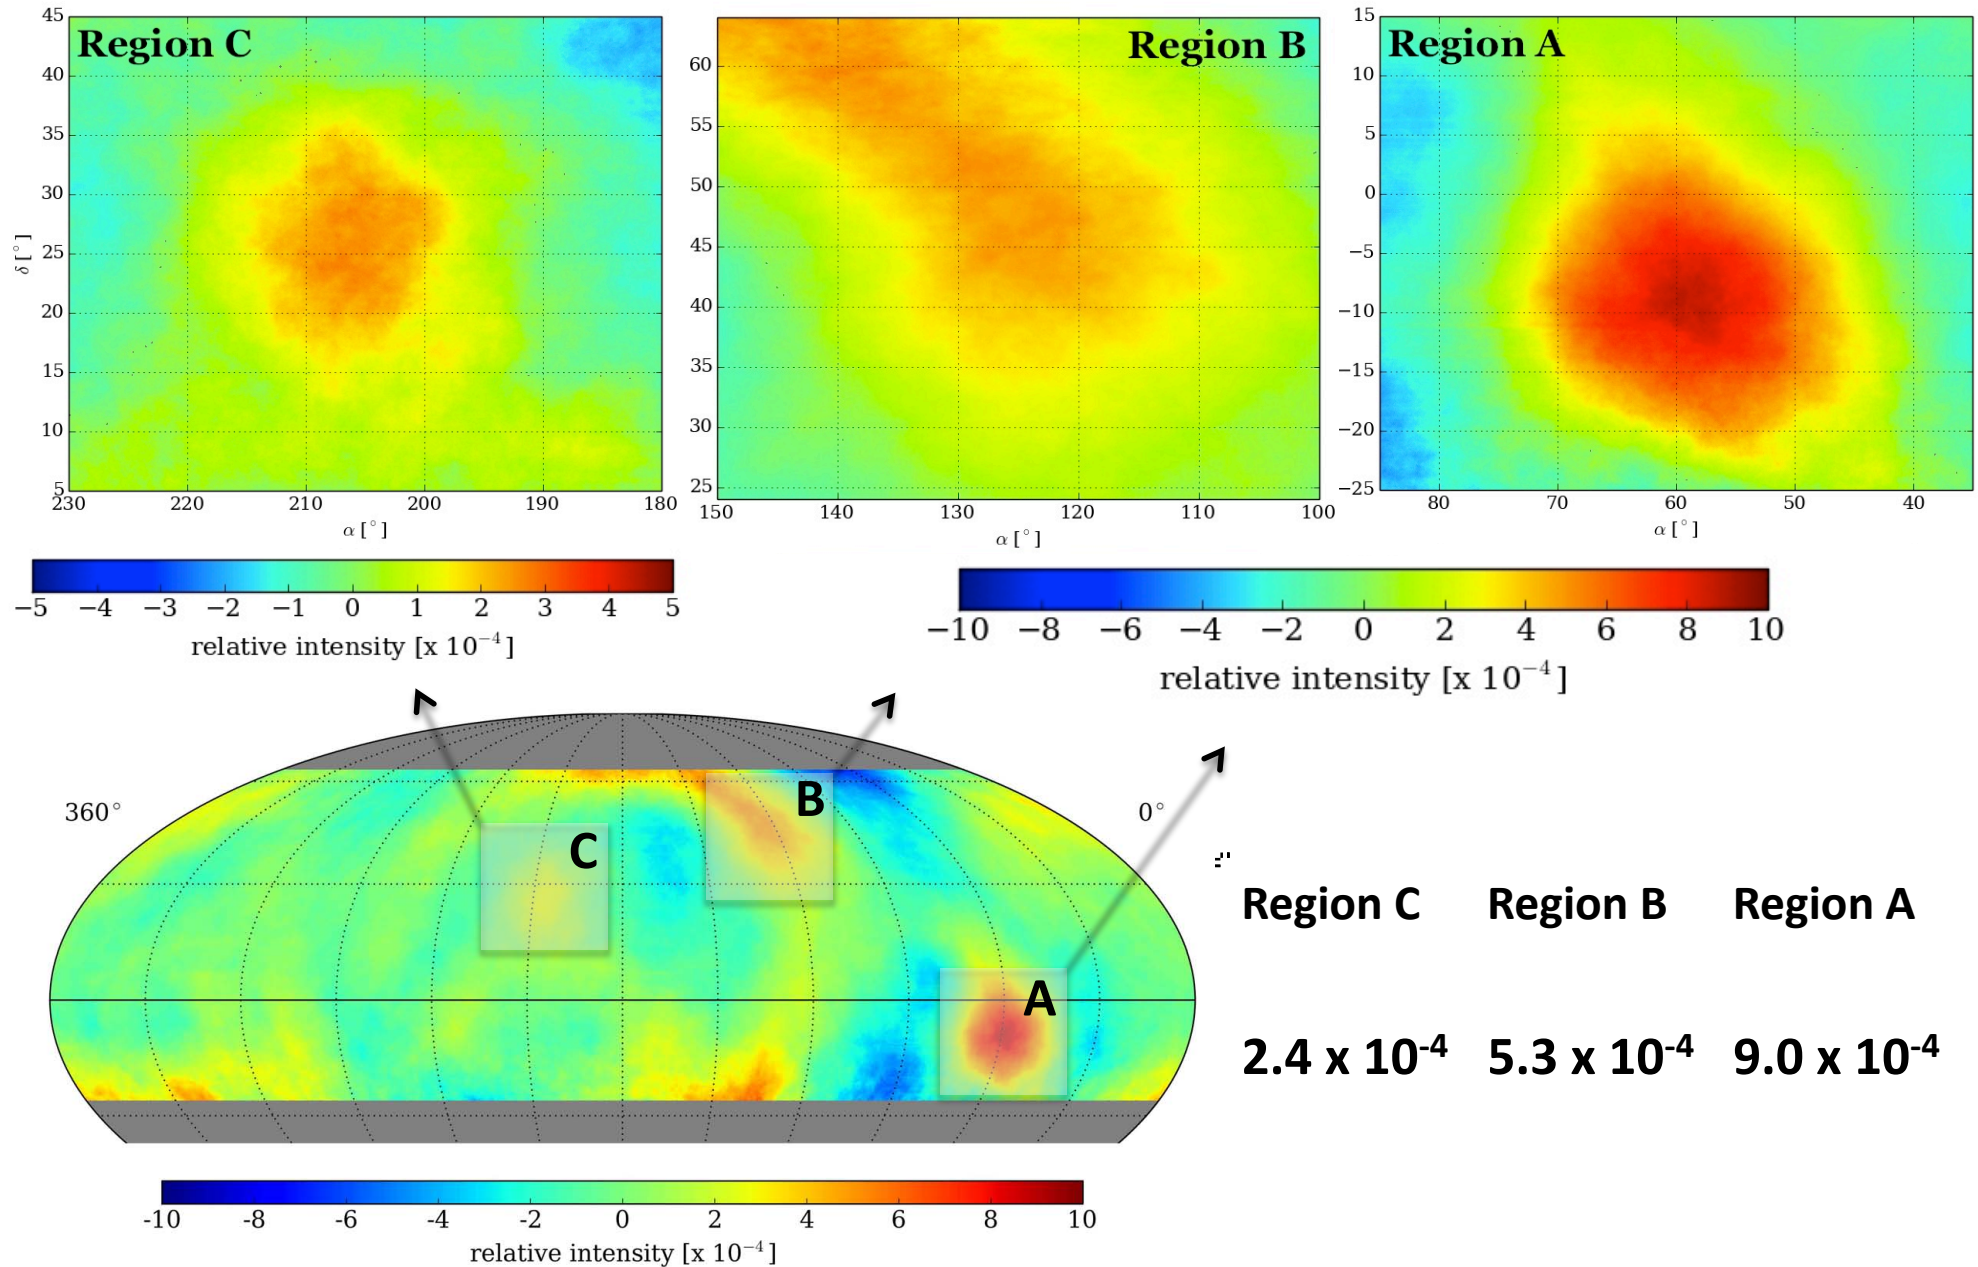 Region C
45
40
35
30
25
20
15
10
5
230 220 210 200 190 180
α [°]
δ [°]
Region B
60
55
50
45
40
35
30
25
150 140 130 120 110 100
α [°]
Region A
15
10
5
0
−5
−10
−15
−20
−25
80 70 60 50 40
α [°]
−5 −4 −3 −2 −1 0 1 2 3 4 5
relative intensity [x 10⁻⁴]
−10 −8 −6 −4 −2 0 2 4 6 8 10
relative intensity [x 10⁻⁴]
360°
0°
C
B
A
Region C Region B Region A
2.4 x 10⁻⁴ 5.3 x 10⁻⁴ 9.0 x 10⁻⁴
-10 -8 -6 -4 -2 0 2 4 6 8 10
relative intensity [x 10⁻⁴]